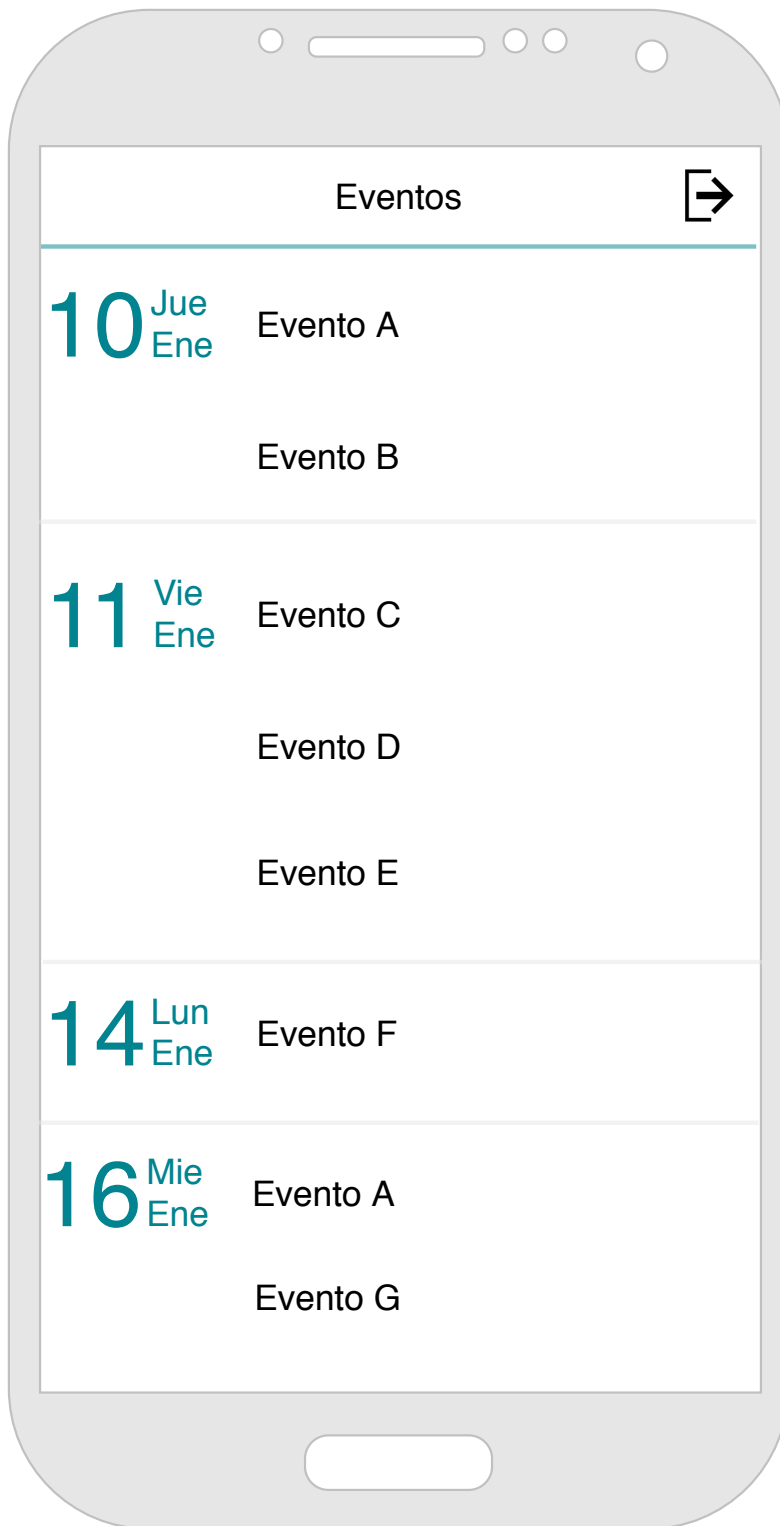 Eventos
10 Jue
Ene
Evento A
Evento B
11 Vie
Ene
Evento C
Evento D
Evento E
14 Lun
Ene
Evento F
16 Mie
Ene
Evento A
Evento G